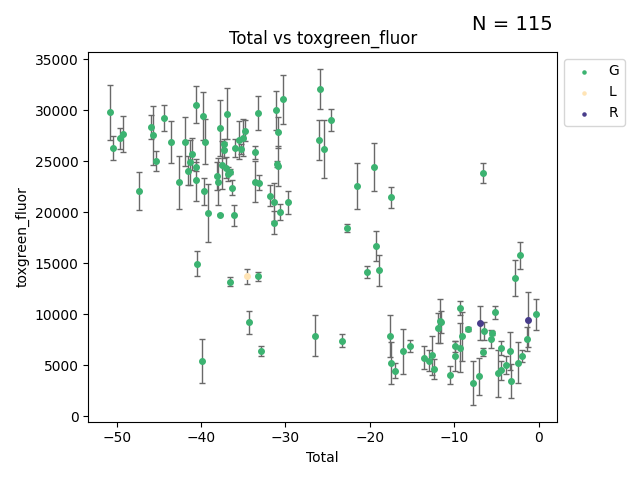 N = 115
Total vs toxgreen_fluor
35000
30000
25000
20000
15000
10000
5000
0
toxgreen_fluor
−50 −40 −30 −20 −10 0
Total
G
L
R